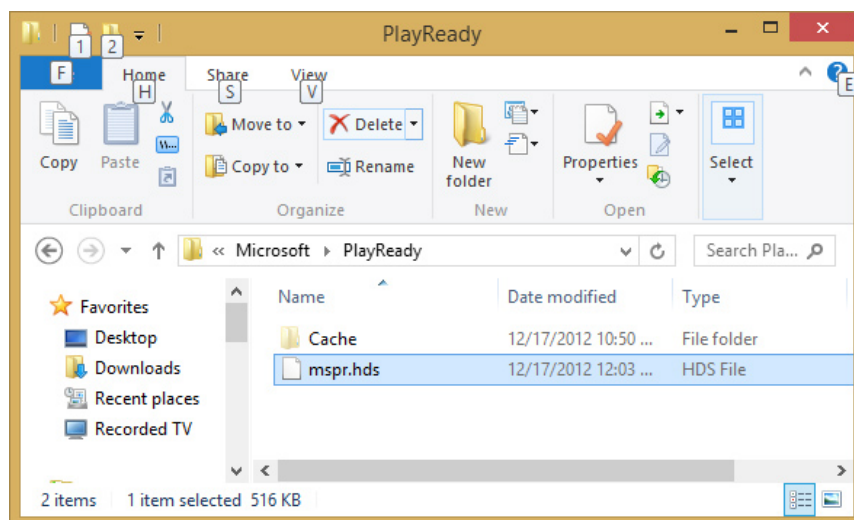 PlayReady
1 2
F Home Share View E
H S V
Copy Paste W...
Move to Delete
Copy to Rename
New folder
Properties
Select
Clipboard Organize New Open
« Microsoft PlayReady
Search Pla...
Name Date modified Type
Favorites
Desktop
Downloads
Recent places
Recorded TV
Cache 12/17/2012 10:50 ... File folder
mspr.hds 12/17/2012 12:03 ... HDS File
2 items 1 item selected 516 KB